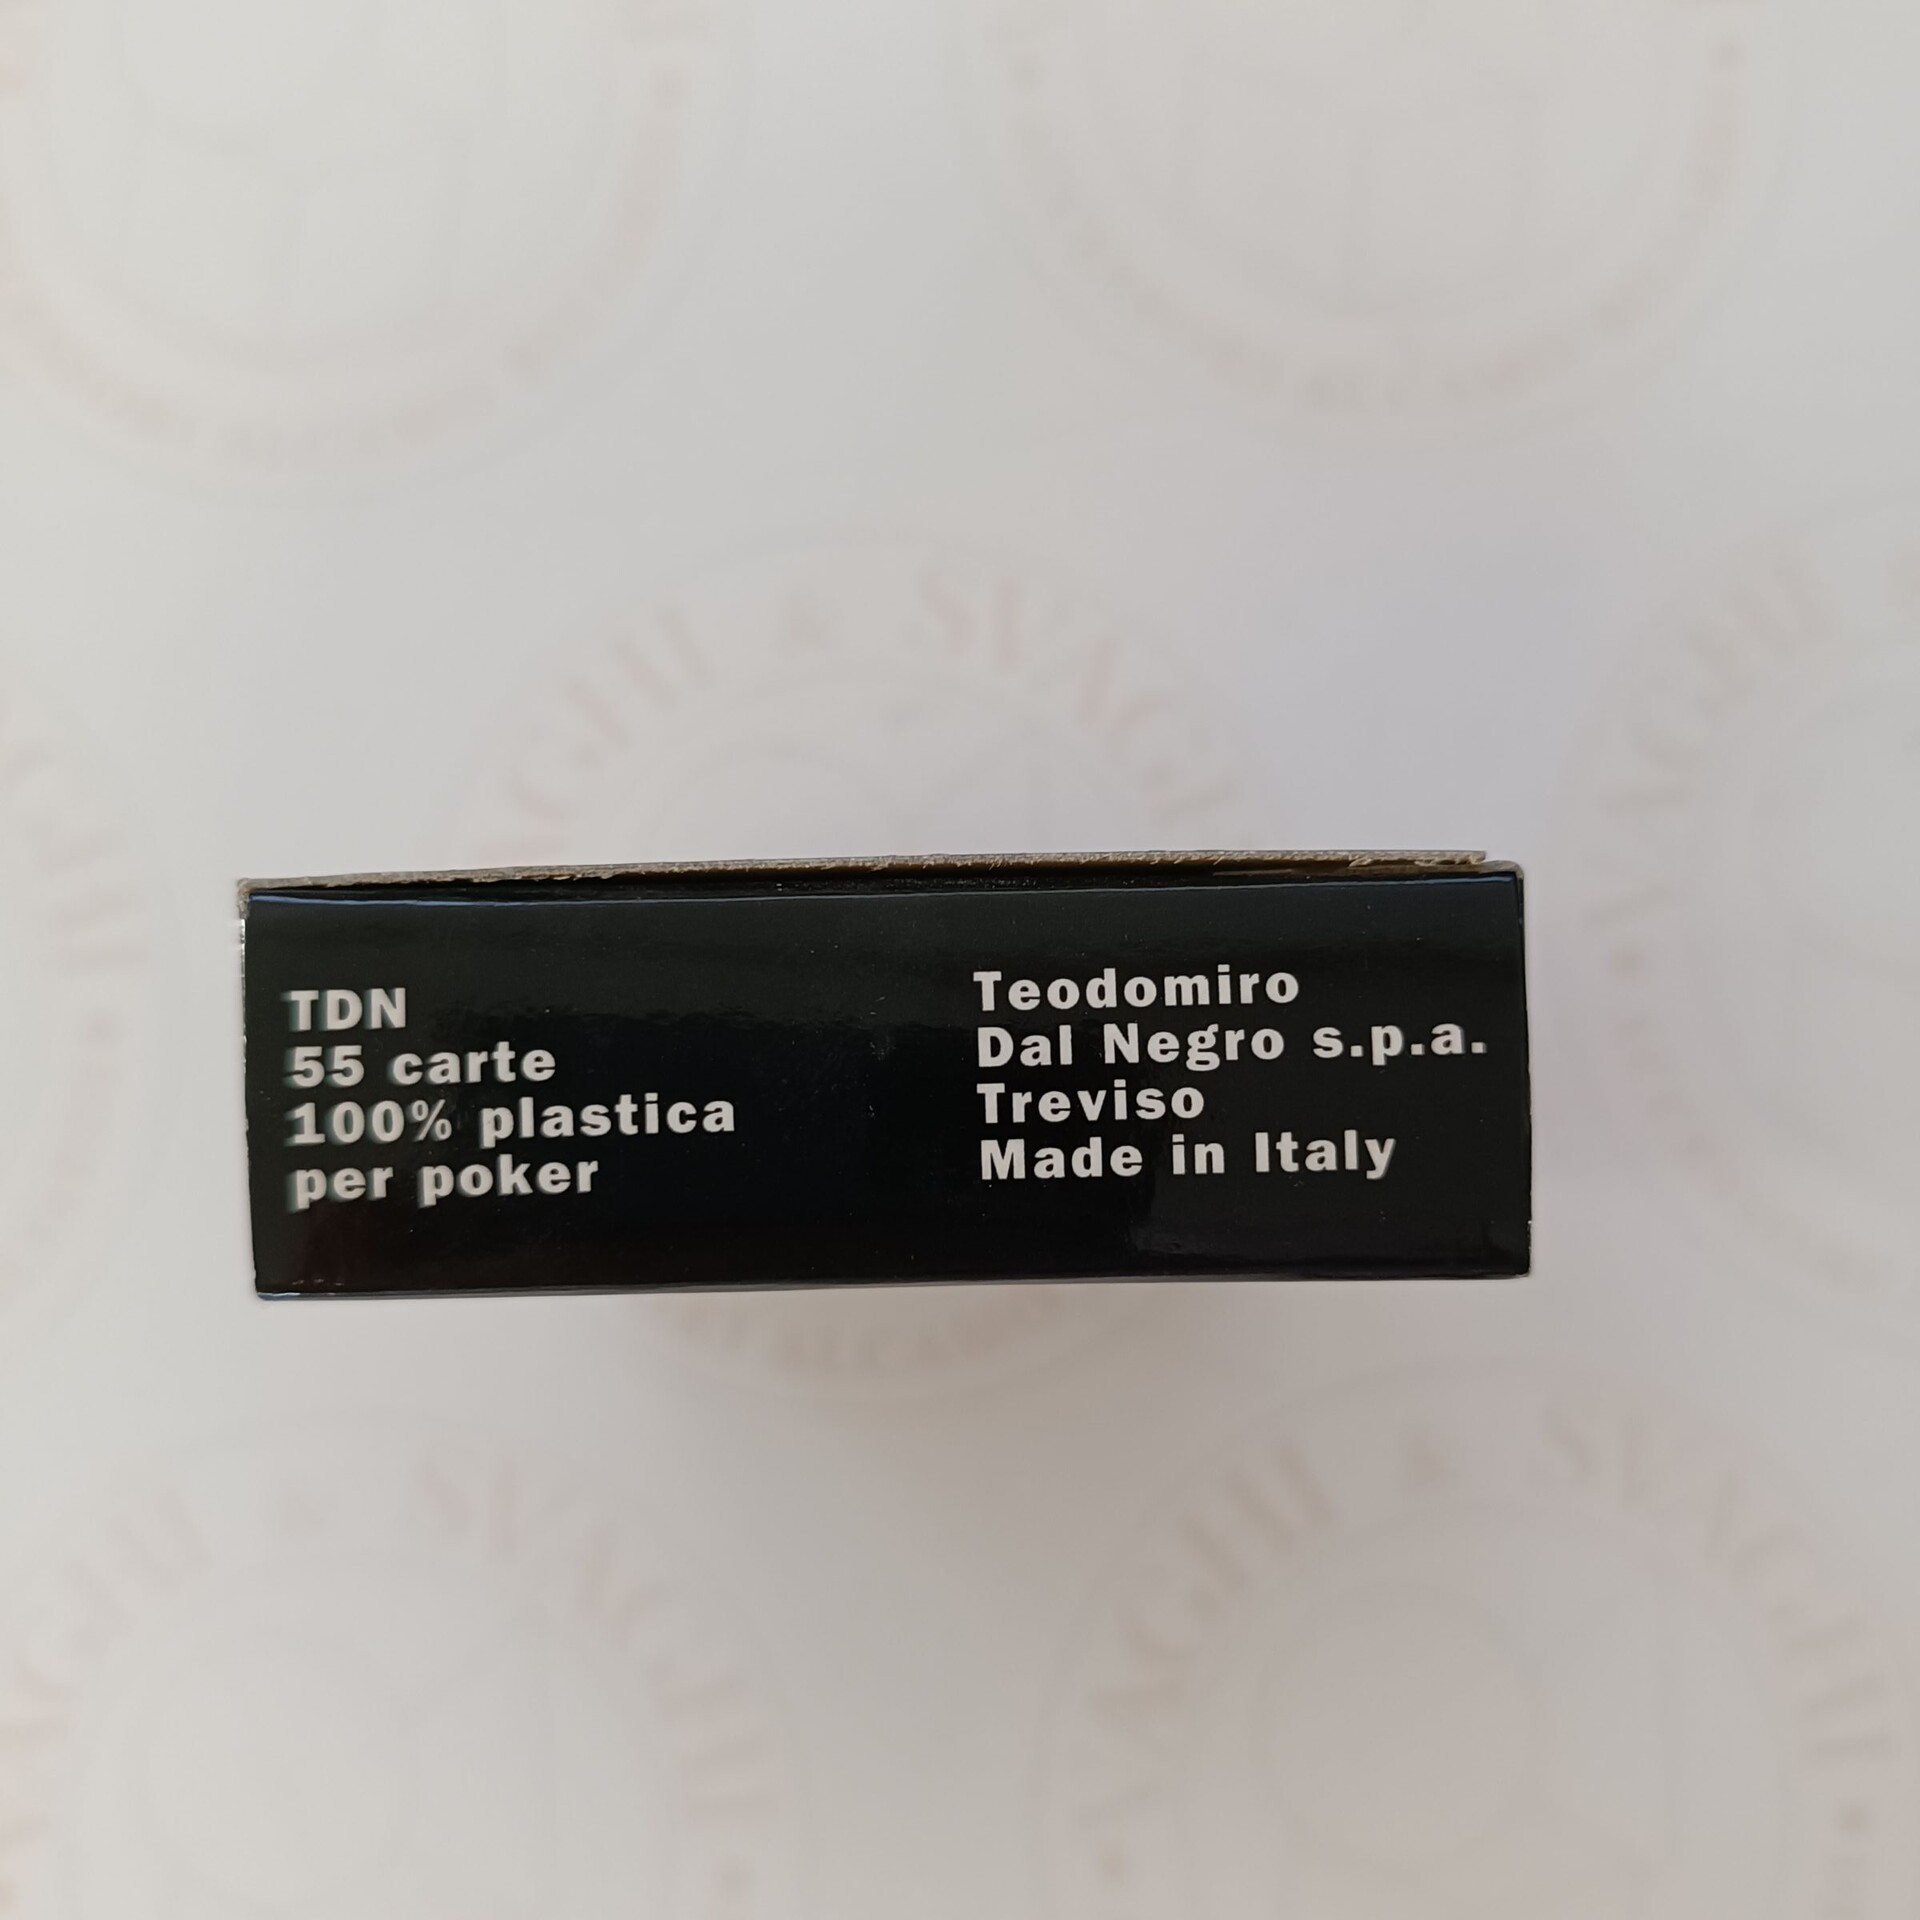 TDN
55 carte
100% plastica
per poker
Teodomiro
Dal Negro s.p.a.
Treviso
Made in Italy